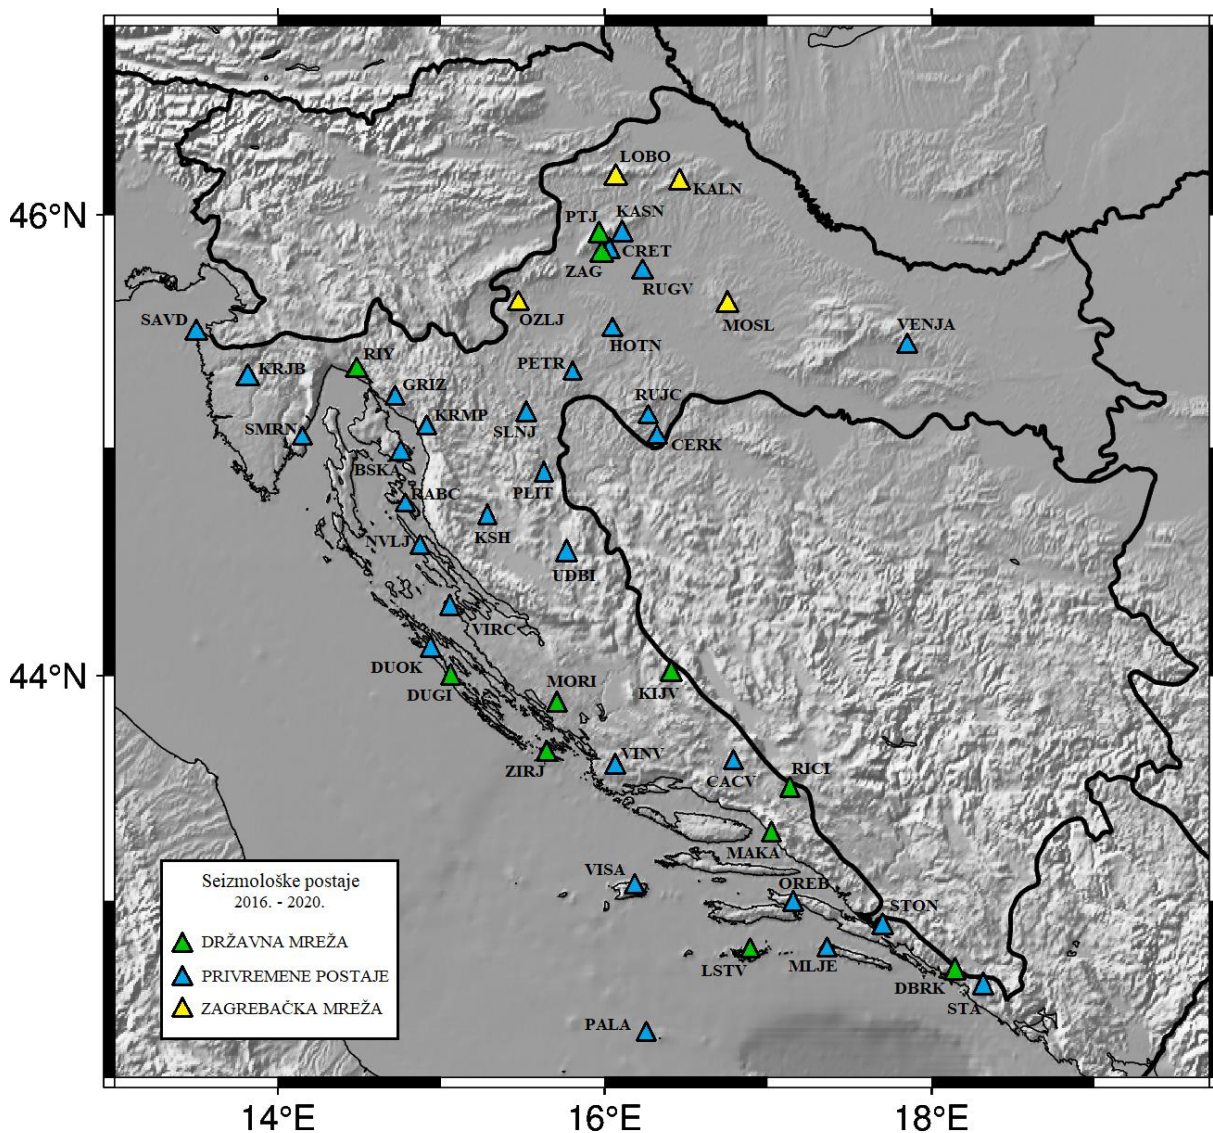 LOBO
KALN
46°N
PTJ
KASN
CRET
ZAG
RUGV
SAVD
OZLJ
MOSL
HOTN
VENJA
KRJB
RIY
PETR
GRIZ
RUJC
SMRN
KRMP
SLNJ
CERK
BSKA
RABC
PLIT
NVLJ
KSH
UDBI
VIRC
44°N
DUOK
DUGI
MORI
KIJV
ZIRJ
VINV
CACV
RICI
MAKA
VISA
OREB
STON
LSTV
MLJE
DBRK
STA
PALA
Seizmološke postaje
2016. - 2020.
DRŽAVNA MREŽA
PRIVREMENE POSTAJE
ZAGREBAČKA MREŽA
14°E
16°E
18°E